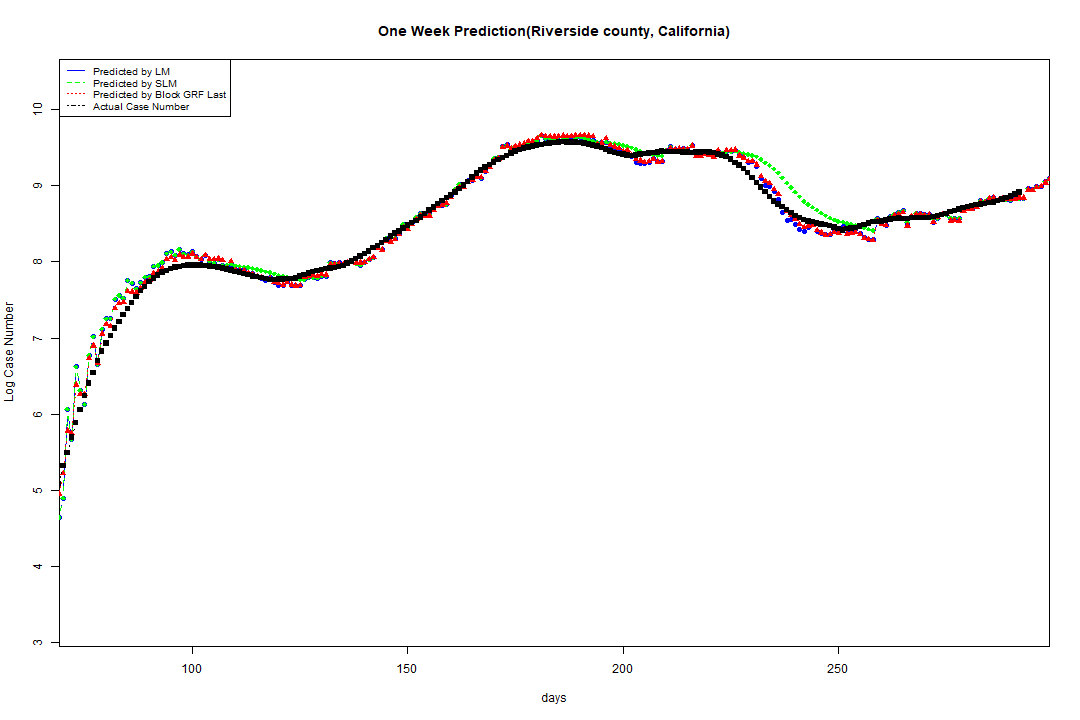 One Week Prediction(Riverside county, California)
Predicted by LM
Predicted by SLM
Predicted by Block GRF Last
Actual Case Number
10
9
8
7
6
5
4
3
Log Case Number
100 150 200 250
days